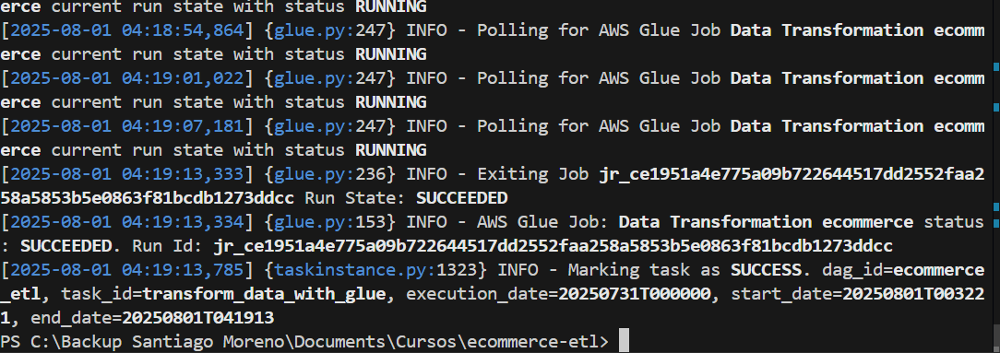 erce current run state with status RUNNING
[2025-08-01 04:18:54,864] {glue.py:247} INFO - Polling for AWS Glue Job Data Transformation ecomm
erce current run state with status RUNNING
[2025-08-01 04:19:01,022] {glue.py:247} INFO - Polling for AWS Glue Job Data Transformation ecomm
erce current run state with status RUNNING
[2025-08-01 04:19:07,181] {glue.py:247} INFO - Polling for AWS Glue Job Data Transformation ecomm
erce current run state with status RUNNING
[2025-08-01 04:19:13,333] {glue.py:236} INFO - Exiting Job jr_ce1951a4e775a09b722644517dd2552faa2
58a5853b5e0863f81bcdb1273ddcc Run State: SUCCEEDED
[2025-08-01 04:19:13,334] {glue.py:153} INFO - AWS Glue Job: Data Transformation ecommerce status
: SUCCEEDED. Run Id: jr_ce1951a4e775a09b722644517dd2552faa258a5853b5e0863f81bcdb1273ddcc
[2025-08-01 04:19:13,785] {taskinstance.py:1323} INFO - Marking task as SUCCESS. dag_id=ecommerce
_etl, task_id=transform_data_with_glue, execution_date=20250731T000000, start_date=20250801T00322
1, end_date=20250801T041913
PS C:\Backup Santiago Moreno\Documents\Cursos\ecommerce-etl>